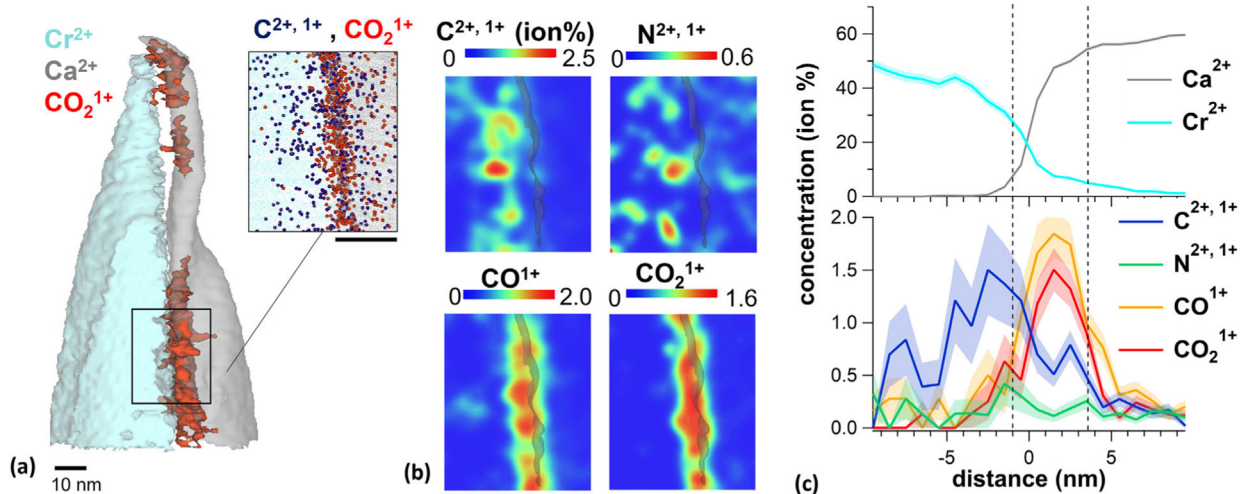 Cr²⁺
Ca²⁺
CO₂¹⁺
C²⁺, ¹⁺ , CO₂¹⁺
(a)
10 nm
C²⁺, ¹⁺ (ion%)
0 2.5
N²⁺, ¹⁺
0 0.6
CO¹⁺
0 2.0
CO₂¹⁺
0 1.6
(b)
concentration (ion %)
60
40
20
0
Ca²⁺
Cr²⁺
2.0
1.5
1.0
0.5
0.0
C²⁺, ¹⁺
N²⁺, ¹⁺
CO¹⁺
CO₂¹⁺
-5 0 5
distance (nm)
(c)